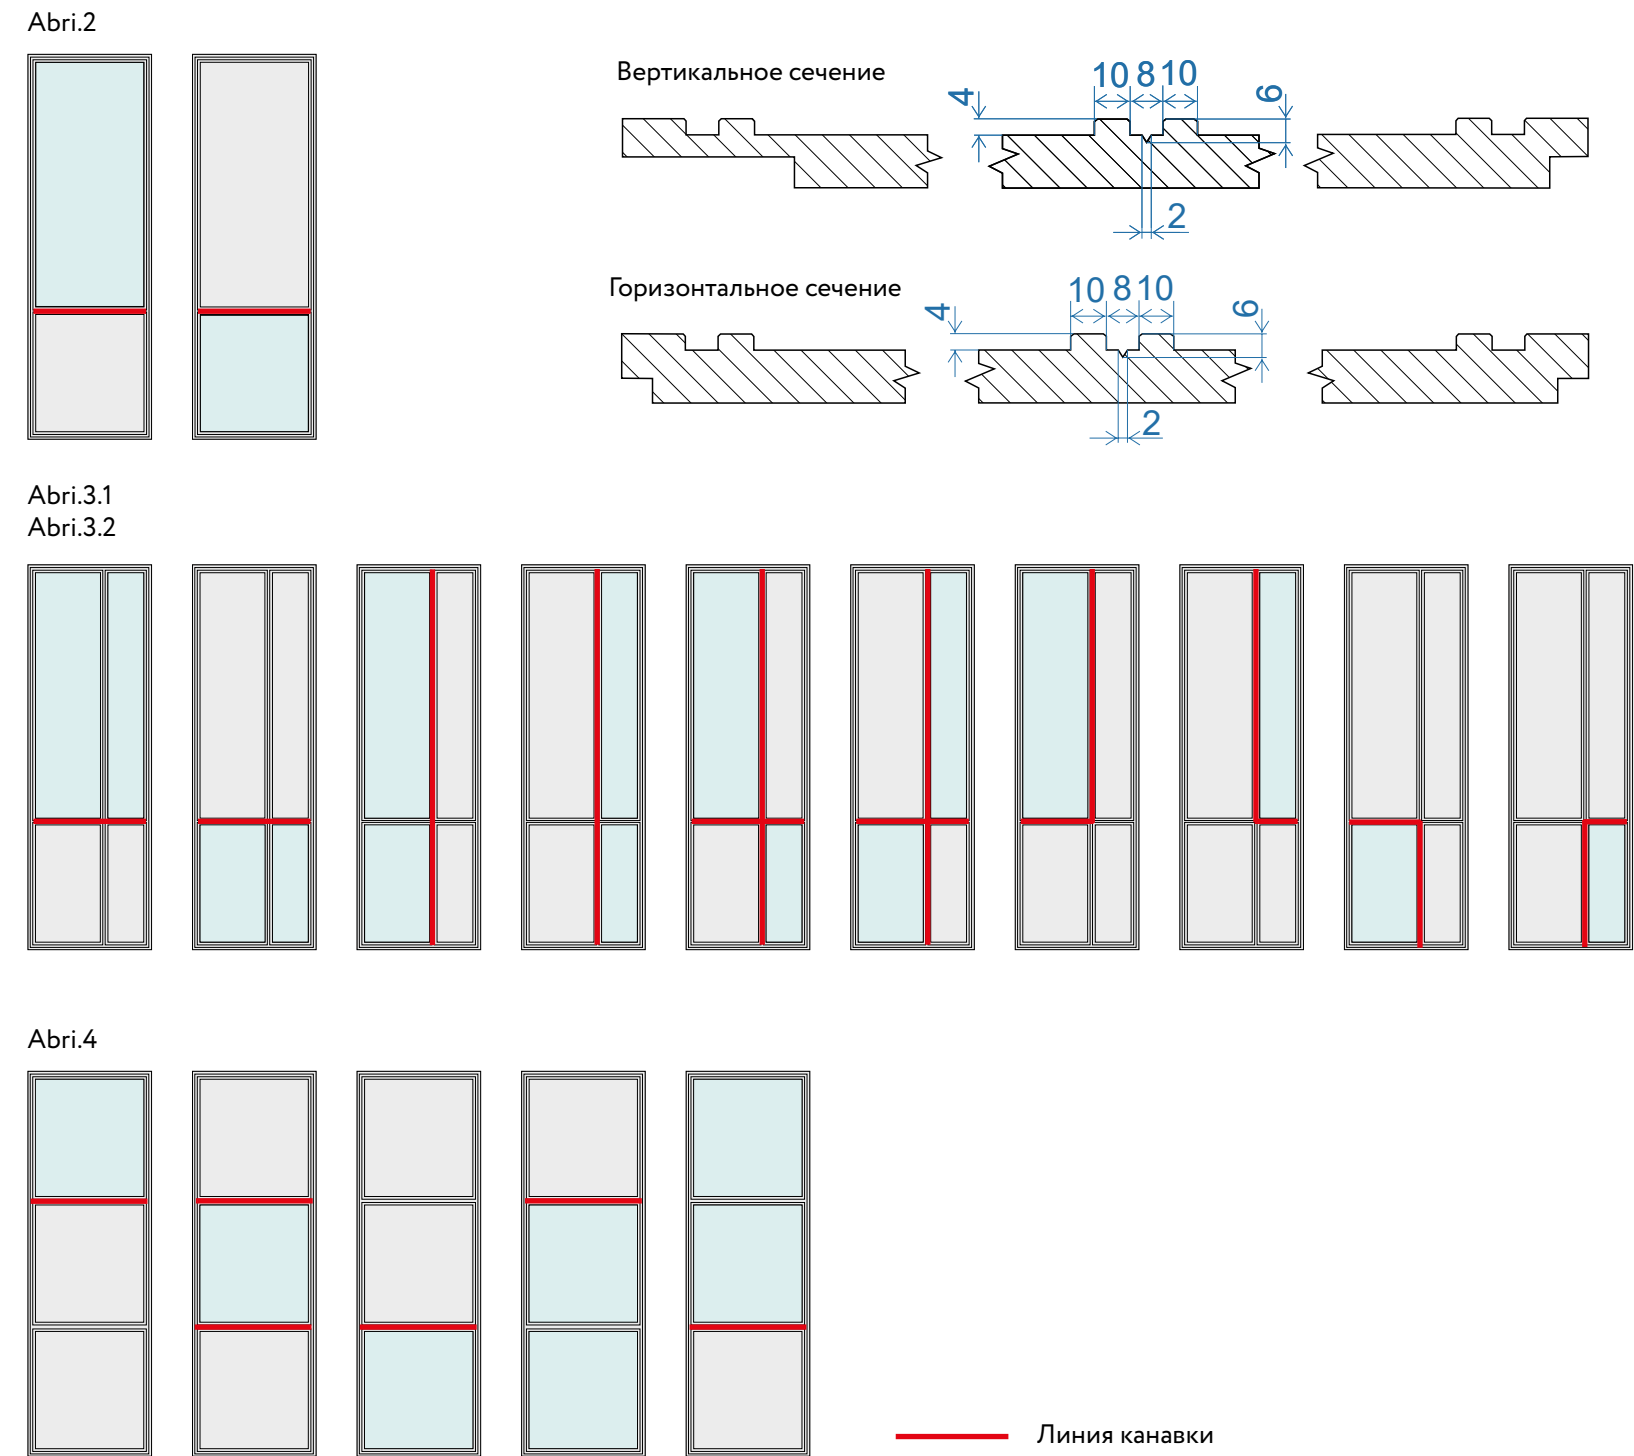 Abri.2
Вертикальное сечение
10 8 10
4
6
2
Горизонтальное сечение
10 8 10
4
6
2
Abri.3.1
Abri.3.2
Abri.4
Линия канавки